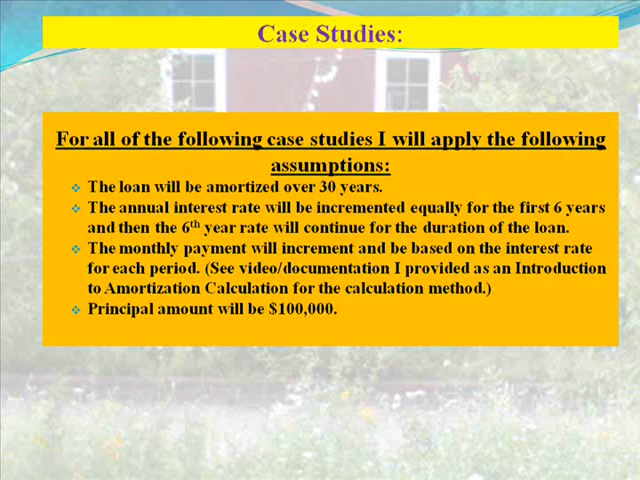 Case Studies:
For all of the following case studies I will apply the following
assumptions:
The loan will be amortized over 30 years.
The annual interest rate will be incremented equally for the first 6 years
and then the 6th year rate will continue for the duration of the loan.
The monthly payment will increment and be based on the interest rate
for each period. (See video/documentation I provided as an Introduction
to Amortization Calculation for the calculation method.)
Principal amount will be $100,000.